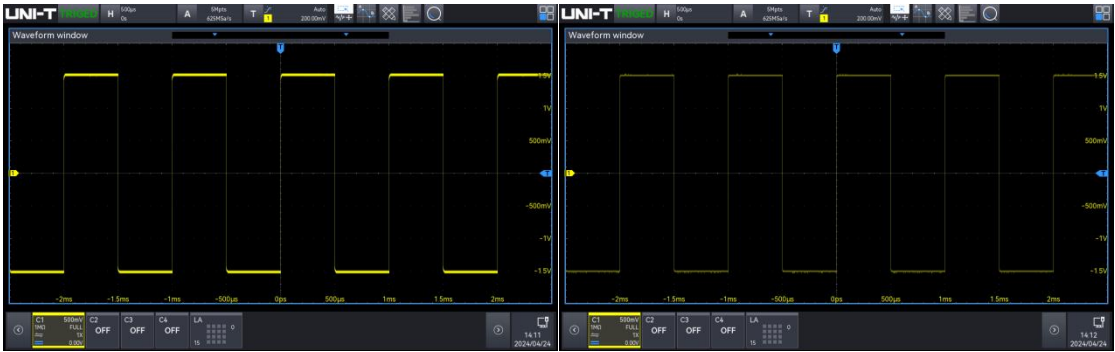 UNI-T TRIGED H 500μs 0s A 5Mpts 625MSa/s T 1 Auto 200.00mV
Waveform window
T
1.5V
1V
500mV
1 T
-500mV
-1V
-1.5V
-2ms -1.5ms -1ms -500μs 0ps 500μs 1ms 1.5ms 2ms
C1 500mV 1MΩ FULL 1X 0.00V
C2 OFF
C3 OFF
C4 OFF
LA 0 15
14:11
2024/04/24
UNI-T TRIGED H 500μs 0s A 5Mpts 625MSa/s T 1 Auto 200.00mV
Waveform window
T
1.5V
1V
500mV
1 T
-500mV
-1V
-1.5V
-2ms -1.5ms -1ms -500μs 0ps 500μs 1ms 1.5ms 2ms
C1 500mV 1MΩ FULL 1X 0.00V
C2 OFF
C3 OFF
C4 OFF
LA 0 15
14:12
2024/04/24